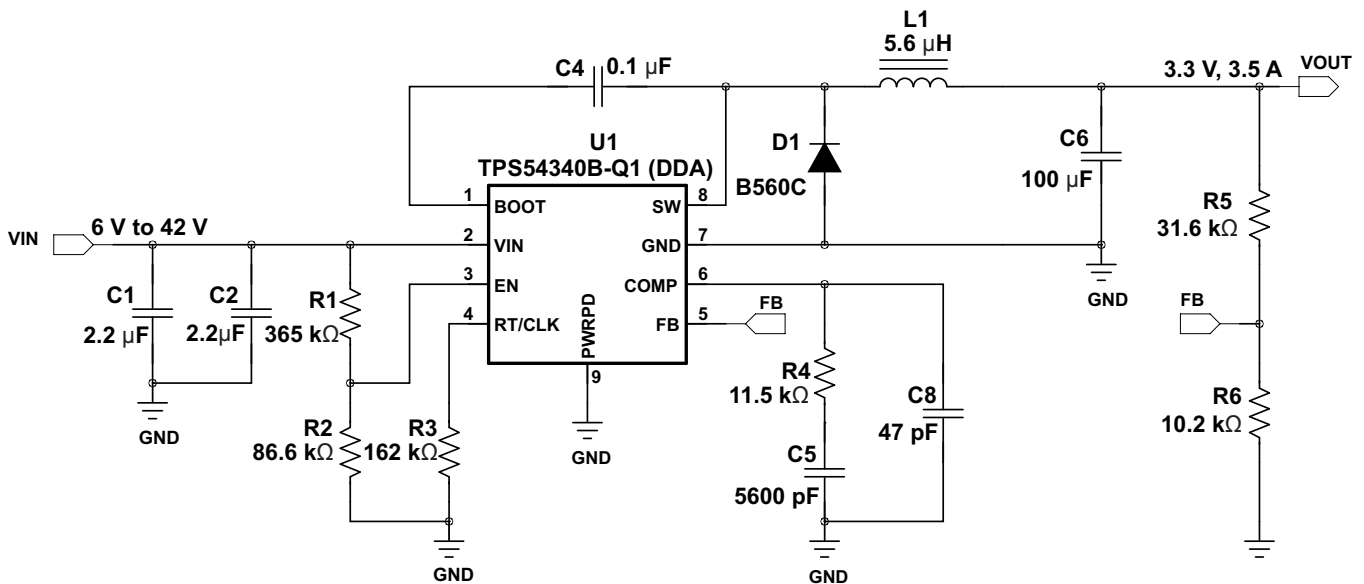 L1
5.6 μH
C4
0.1 μF
3.3 V, 3.5 A
VOUT
U1
TPS54340B-Q1 (DDA)
D1
B560C
C6
100 μF
1
BOOT
SW
8
R5
31.6 kΩ
VIN
6 V to 42 V
2
VIN
GND
7
3
EN
COMP
6
GND
C1
2.2 μF
C2
2.2μF
R1
365 kΩ
4
RT/CLK
FB
5
FB
FB
PWRPD
9
R4
11.5 kΩ
C8
47 pF
R6
10.2 kΩ
GND
R2
86.6 kΩ
R3
162 kΩ
GND
C5
5600 pF
GND
GND